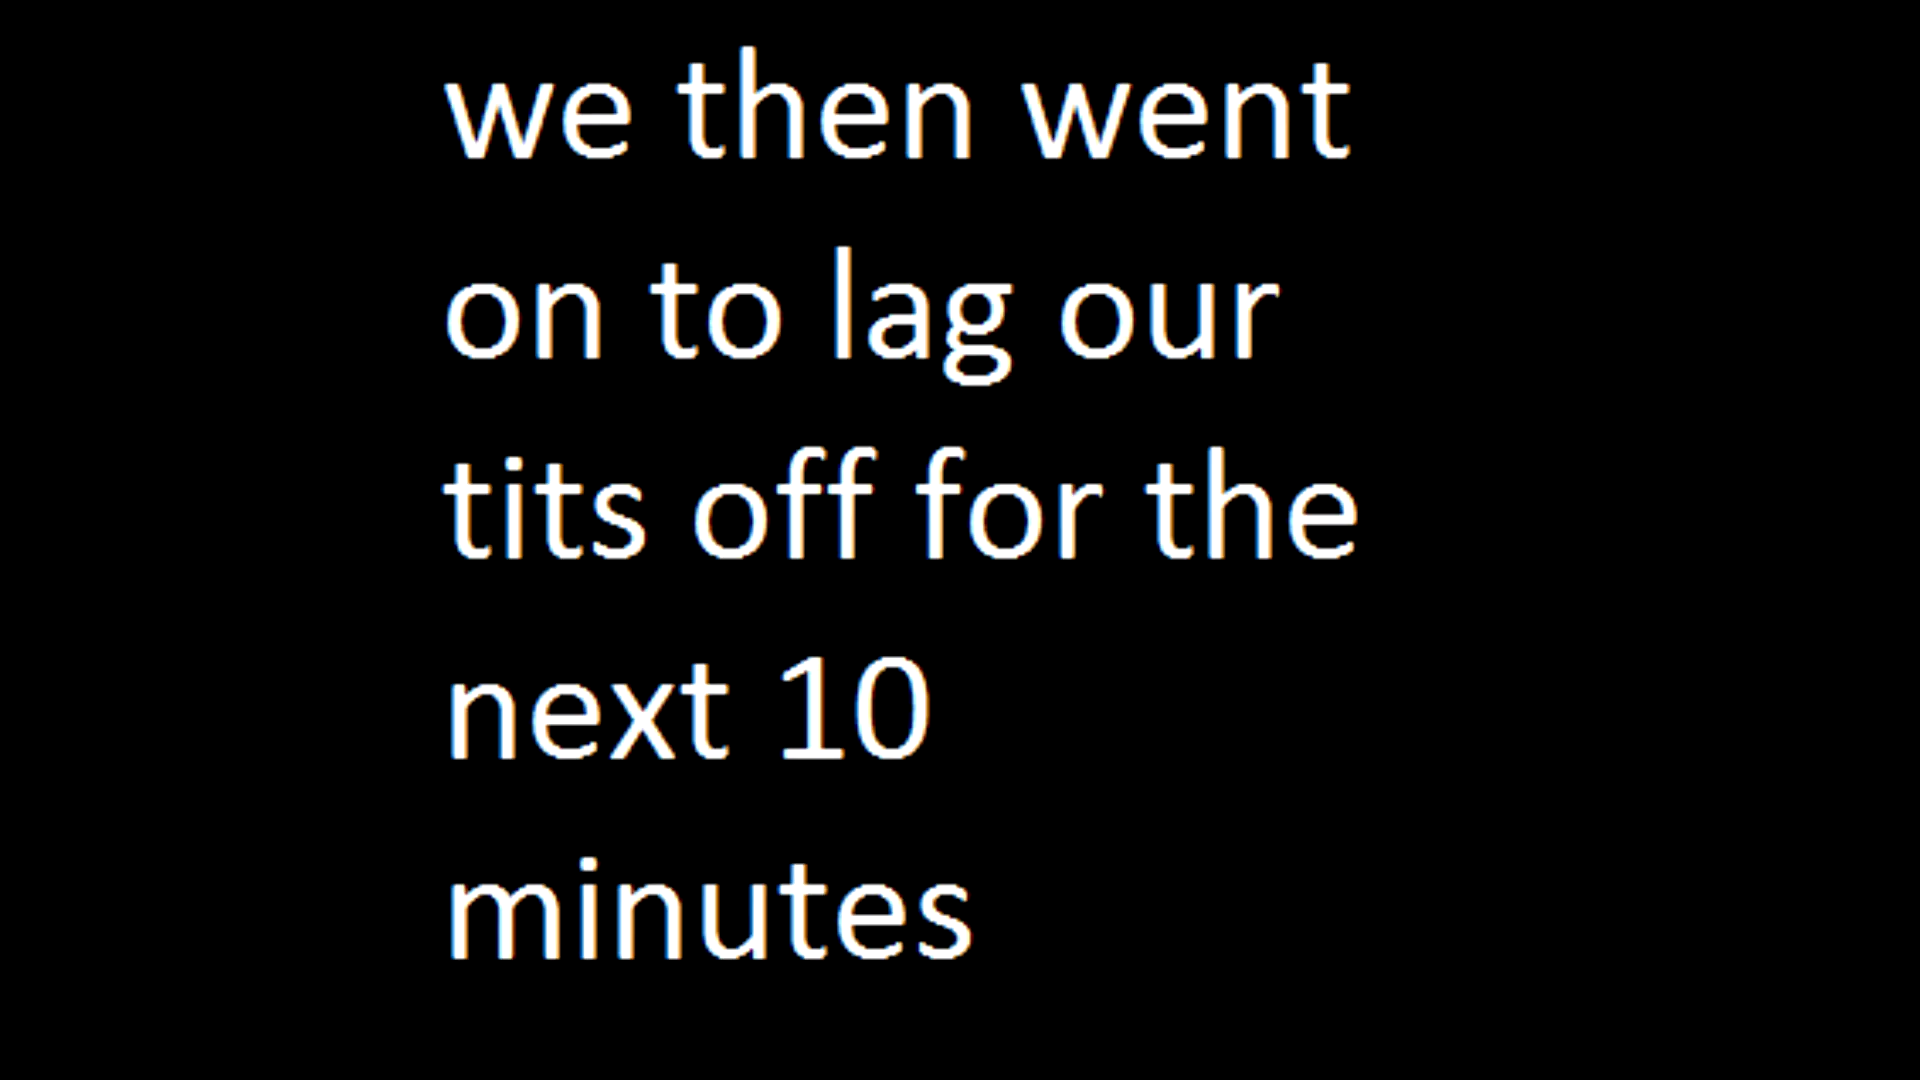 we then went
on to lag our
tits off for the
next 10
minutes